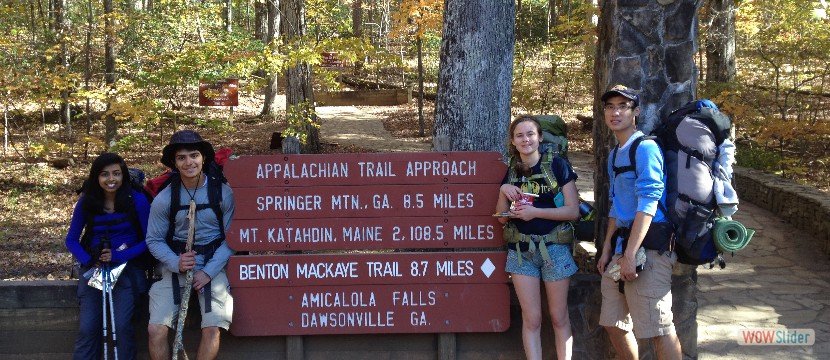 APPALACHIAN TRAIL APPROACH
SPRINGER MTN., GA. 8.5 MILES
MT. KATAHDIN, MAINE 2,108.5 MILES
BENTON MACKAYE TRAIL 8.7 MILES
AMICALOLA FALLS
DAWSONVILLE GA.
WOWSlider